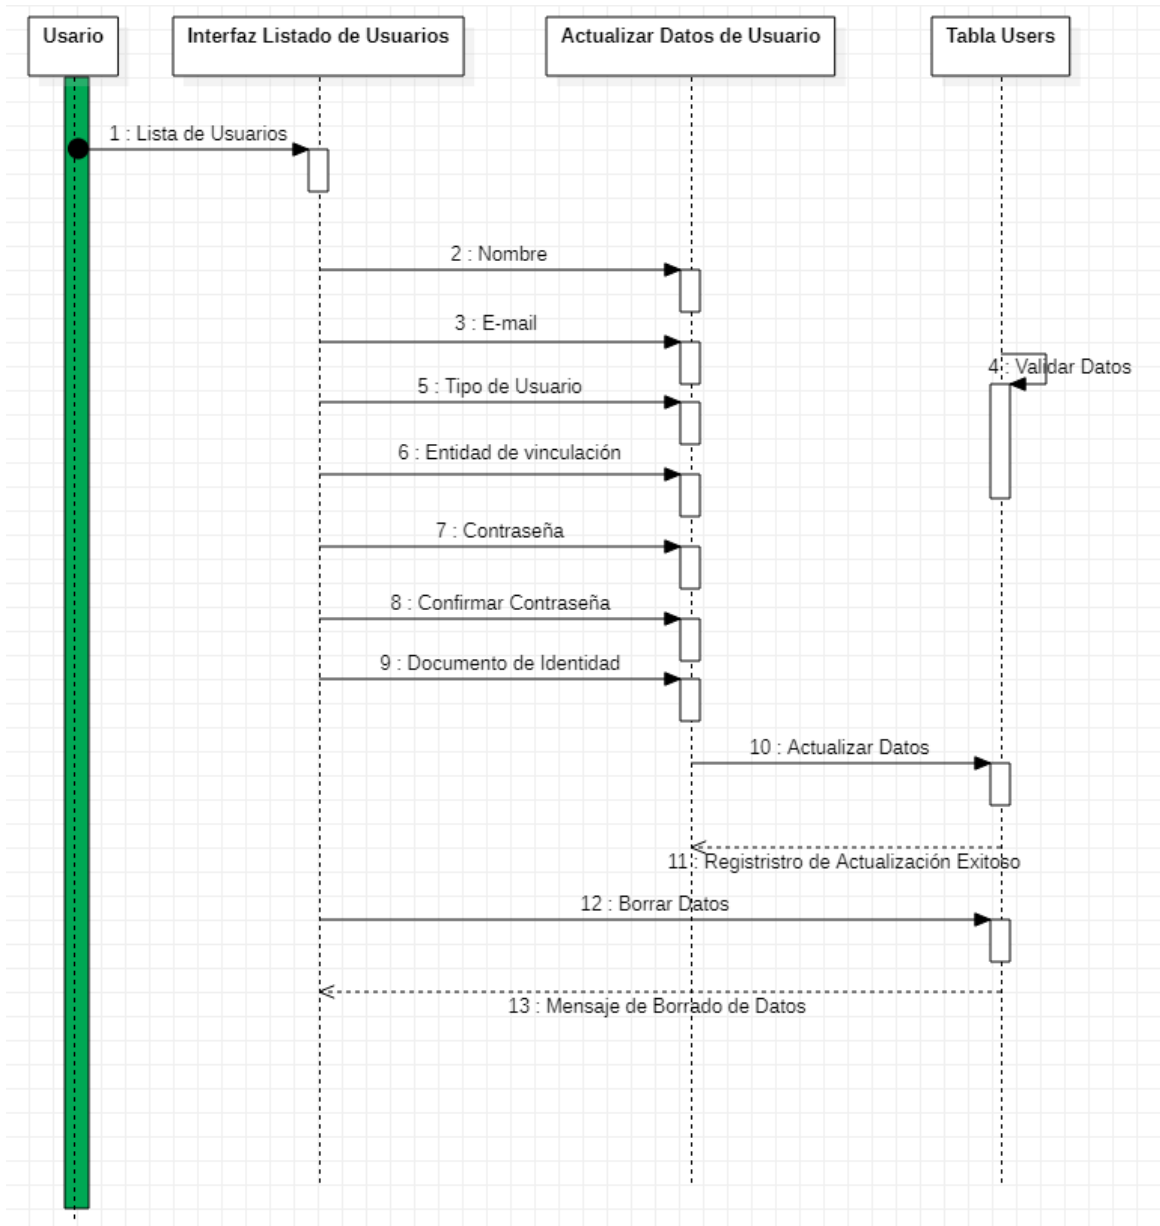 Usario
Interfaz Listado de Usuarios
Actualizar Datos de Usuario
Tabla Users
1 : Lista de Usuarios
2 : Nombre
3 : E-mail
4 : Validar Datos
5 : Tipo de Usuario
6 : Entidad de vinculación
7 : Contraseña
8 : Confirmar Contraseña
9 : Documento de Identidad
10 : Actualizar Datos
11 : Registristro de Actualización Exitoso
12 : Borrar Datos
13 : Mensaje de Borrado de Datos